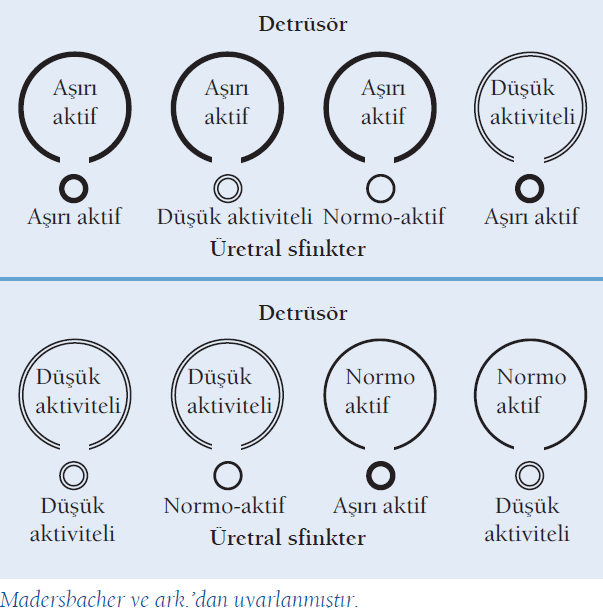 Detrüsör
Aşırı aktif
Aşırı aktif
Aşırı aktif
Düşük aktiviteli
Aşırı aktif
Düşük aktiviteli
Normo-aktif
Aşırı aktif
Üretral sfinkter
Detrüsör
Düşük aktiviteli
Düşük aktiviteli
Normo aktif
Normo aktif
Düşük aktiviteli
Normo-aktif
Aşırı aktif
Düşük aktiviteli
Üretral sfinkter
Madersbacher ve ark.'dan uyarlanmıştır.